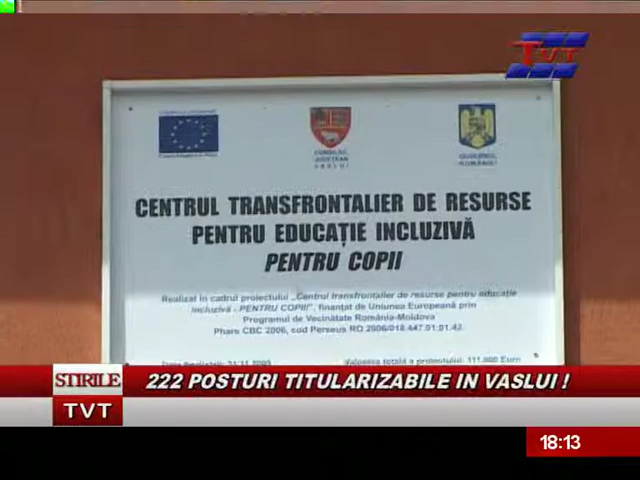 TVT
CONSILIUL
JUDEȚEAN
VASLUI
GUVERNUL
ROMÂNIEI
CENTRUL TRANSFRONTALIER DE RESURSE
PENTRU EDUCAȚIE INCLUZIVĂ
PENTRU COPII
Realizat în cadrul proiectului „Centrul transfrontalier de resurse pentru educație
incluzivă - PENTRU COPII", finanțat de Uniunea Europeană prin
Programul de Vecinătate România-Moldova
Phare CBC 2006, cod Perseus RO 2006/018.447.01.01.42.
Valoarea totală a proiectului: 111.000 Euro
STIRILE
TVT
222 POSTURI TITULARIZABILE IN VASLUI !
18:13